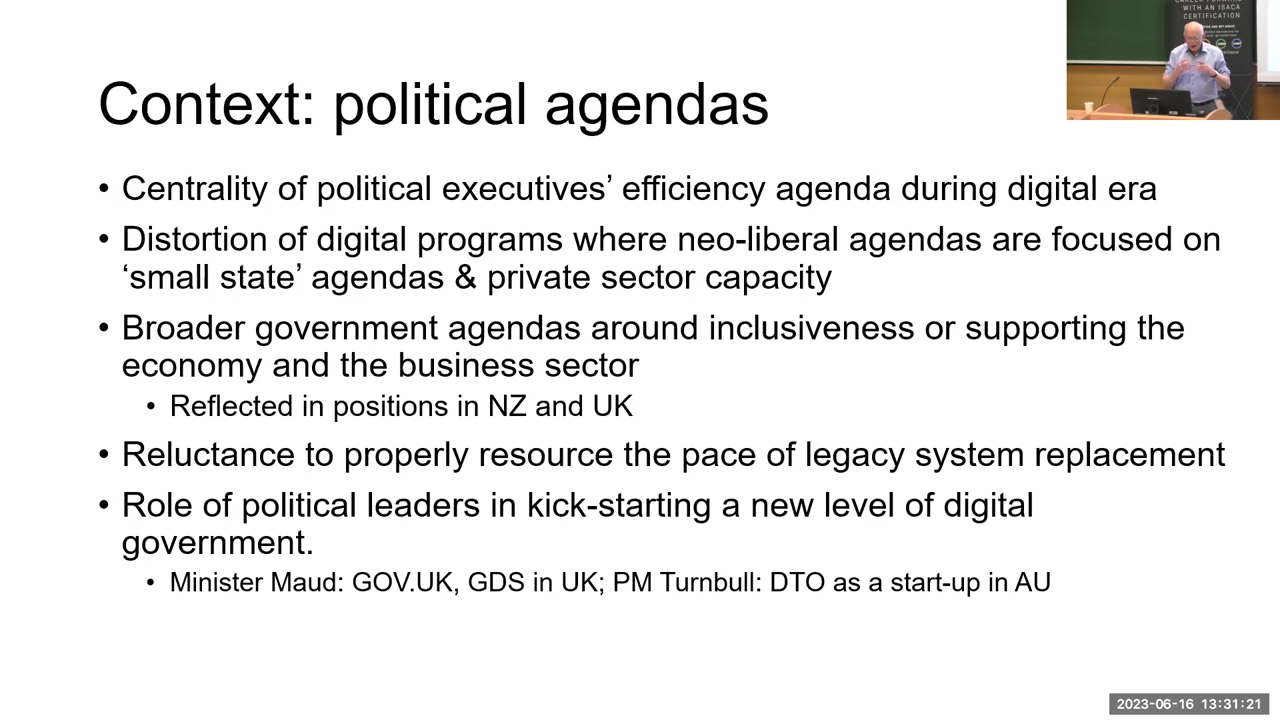 Context: political agendas
• Centrality of political executives’ efficiency agenda during digital era
• Distortion of digital programs where neo-liberal agendas are focused on
‘small state’ agendas & private sector capacity
• Broader government agendas around inclusiveness or supporting the
economy and the business sector
• Reflected in positions in NZ and UK
• Reluctance to properly resource the pace of legacy system replacement
• Role of political leaders in kick-starting a new level of digital
government.
• Minister Maud: GOV.UK, GDS in UK; PM Turnbull: DTO as a start-up in AU
WITH AN ISACA
CERTIFICATION
2023-06-16 13:31:21